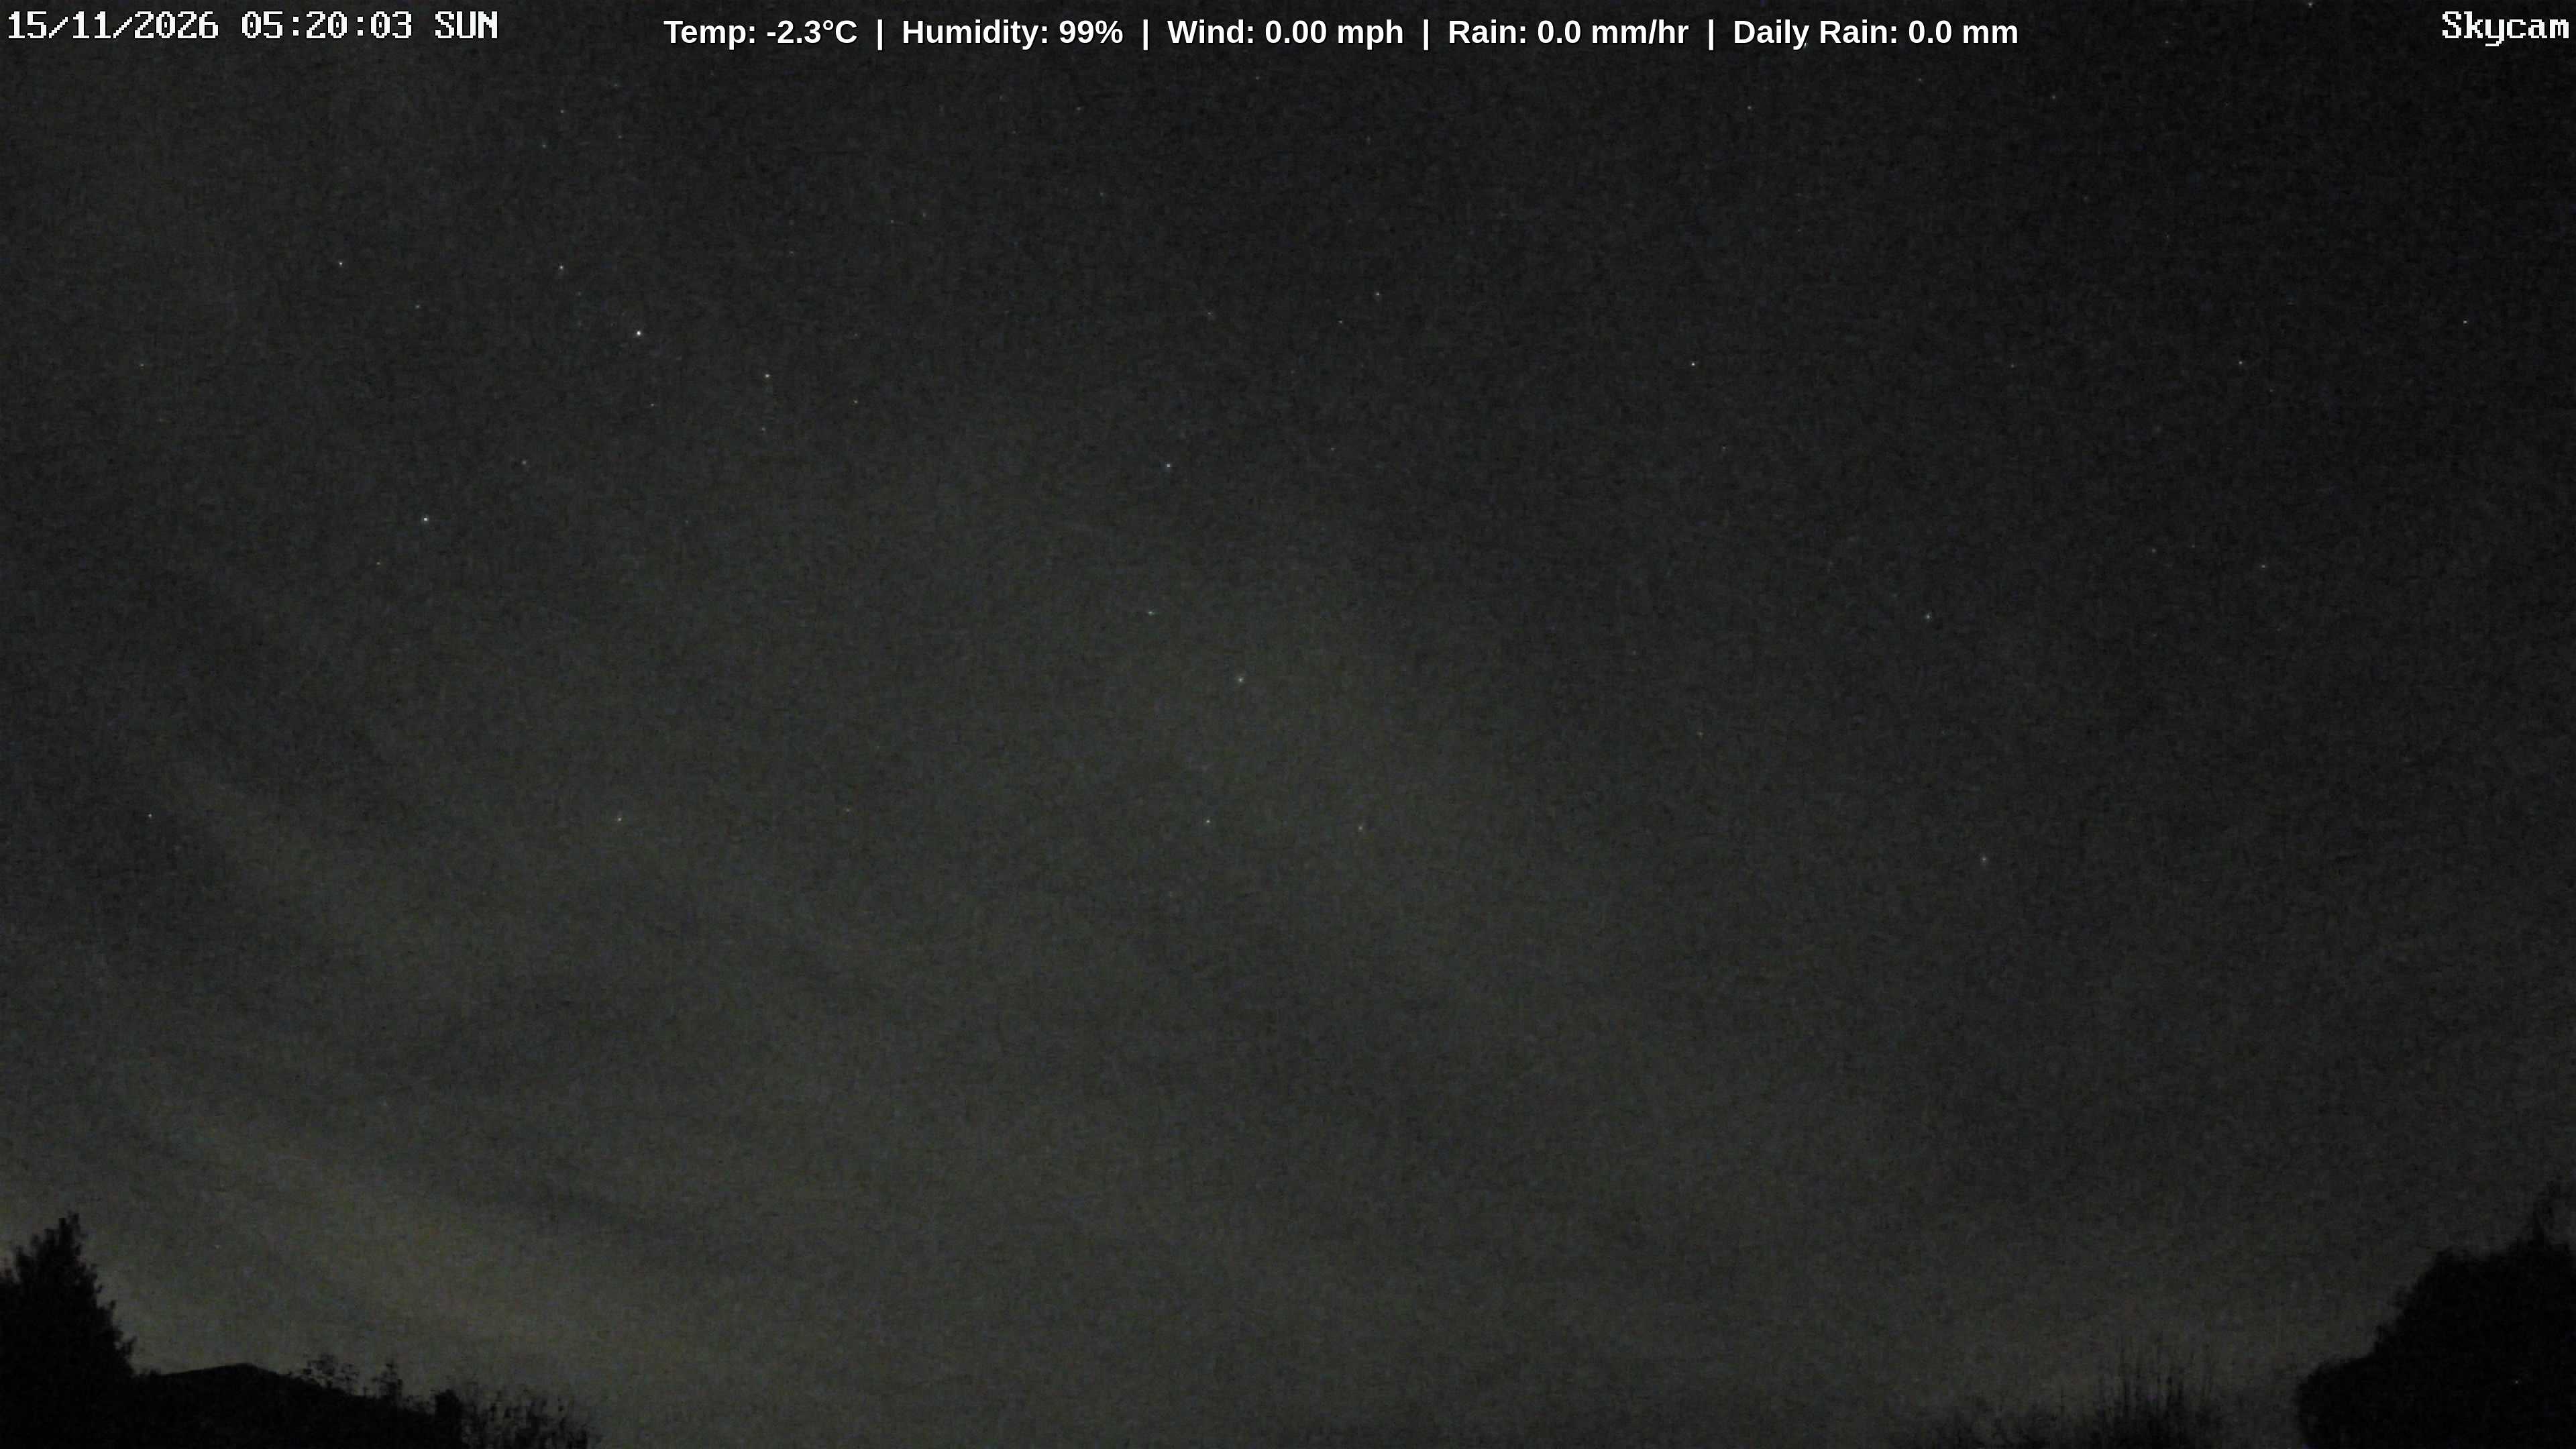 15/11/2026 05:20:03 SUN
Temp: -2.3°C | Humidity: 99% | Wind: 0.00 mph | Rain: 0.0 mm/hr | Daily Rain: 0.0 mm
Skycam